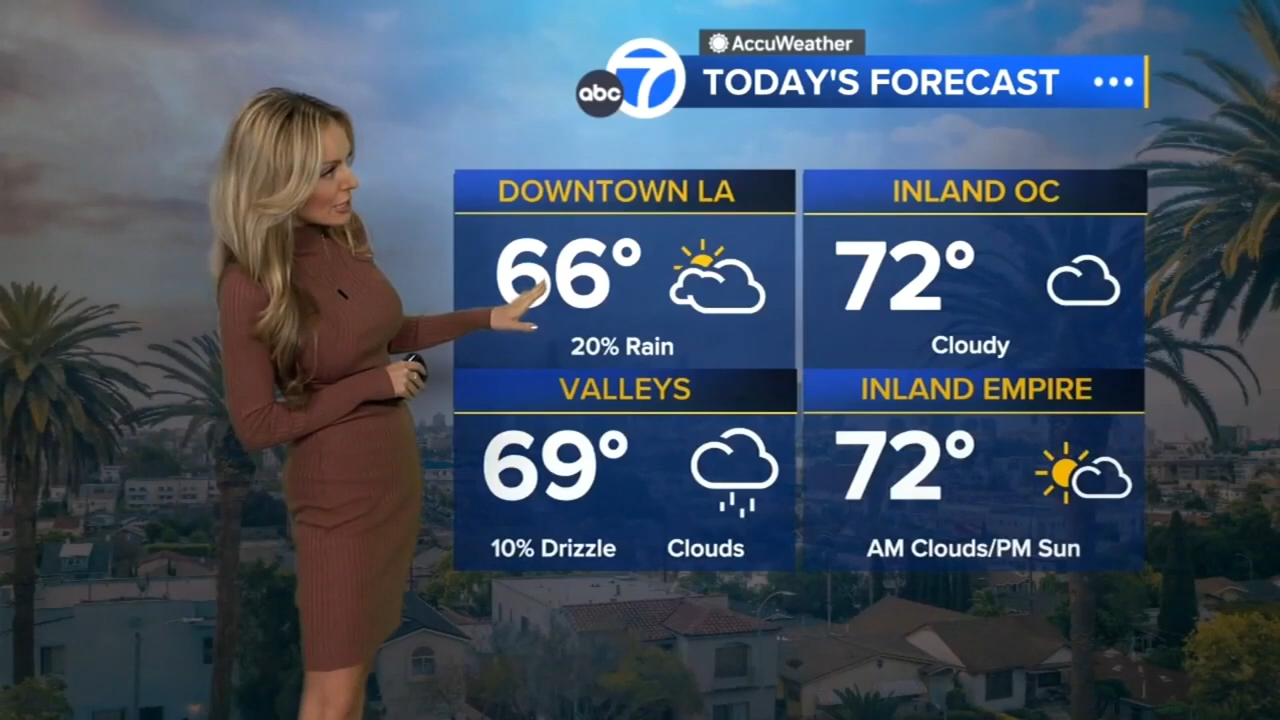 AccuWeather
abc 7 TODAY'S FORECAST
DOWNTOWN LA
66°
20% Rain
INLAND OC
72°
Cloudy
VALLEYS
69°
10% Drizzle Clouds
INLAND EMPIRE
72°
AM Clouds/PM Sun